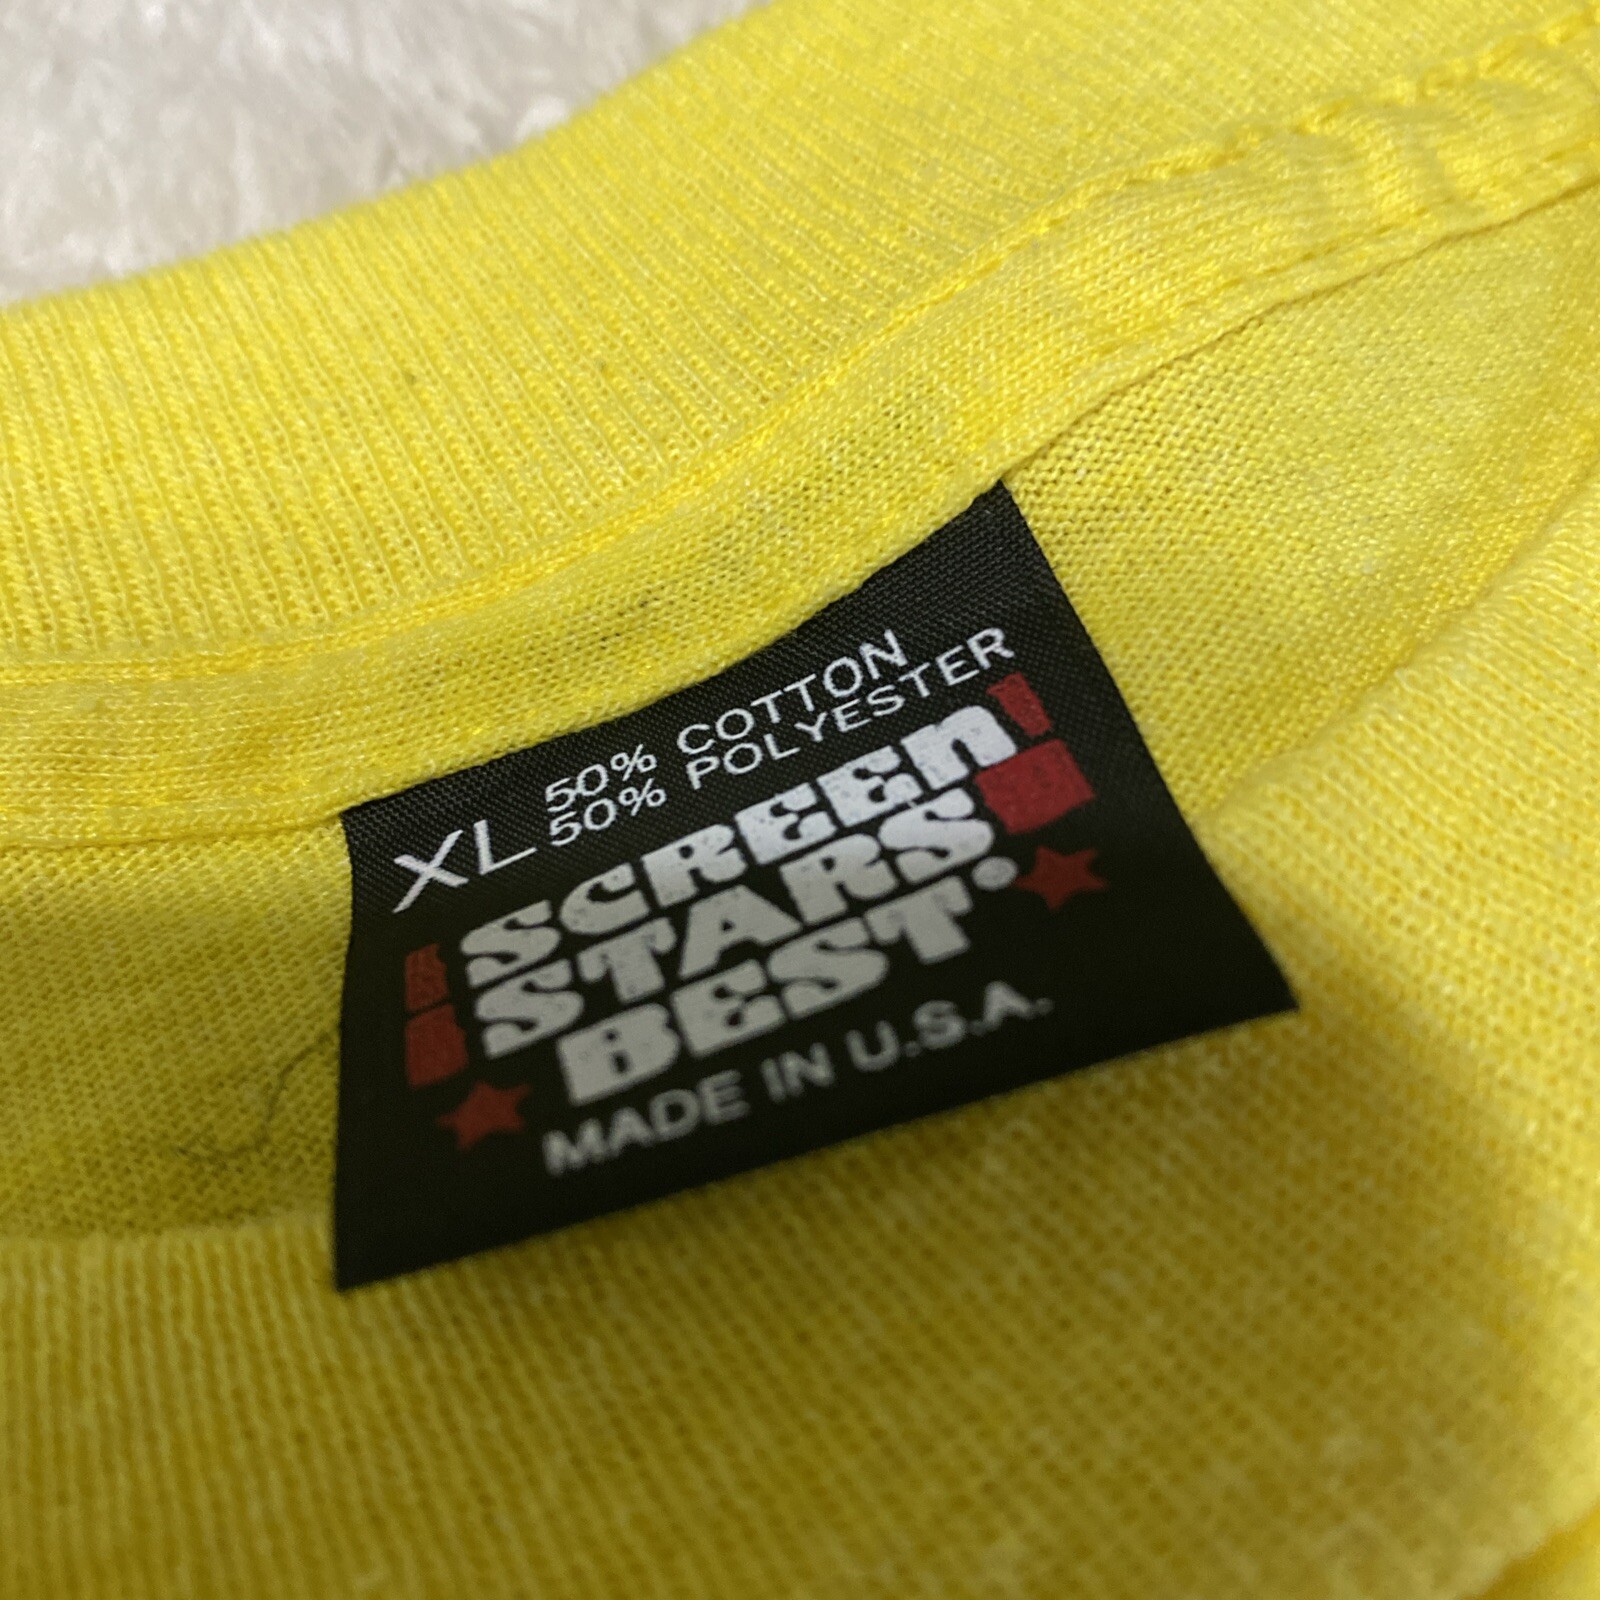 XL
50% COTTON
50% POLYESTER
SCREEN
STARS
BEST®
MADE IN U.S.A.